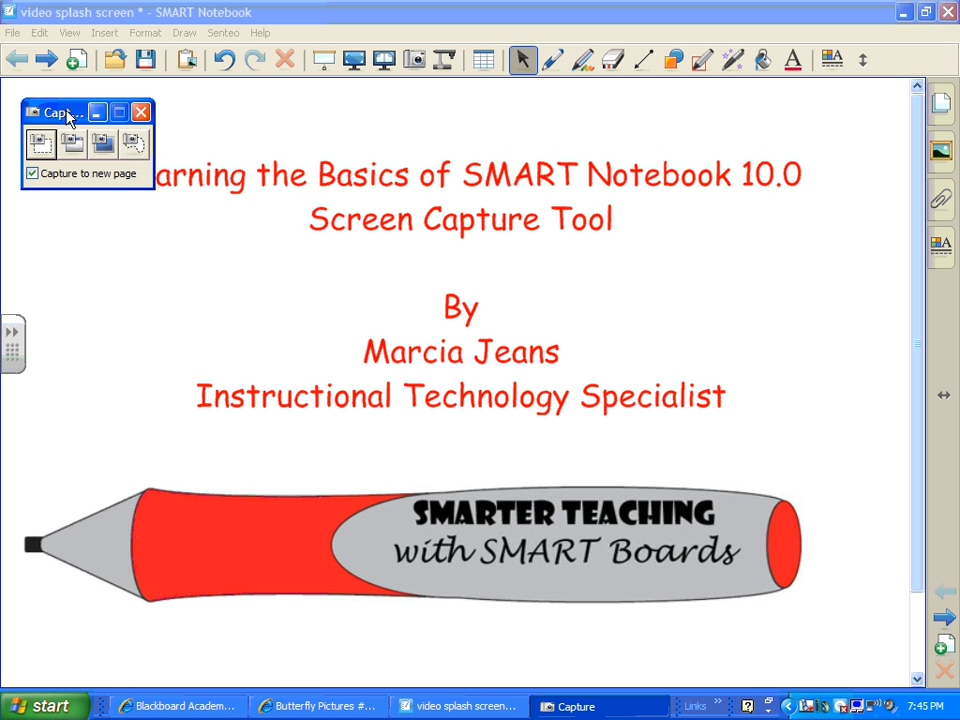 video splash screen * - SMART Notebook
File Edit View Insert Format Draw Senteo Help
Capt...
Capture to new page
arning the Basics of SMART Notebook 10.0
Screen Capture Tool
By
Marcia Jeans
Instructional Technology Specialist
SMARTER TEACHING
with SMART Boards
start
Blackboard Academ...
Butterfly Pictures #...
video splash screen...
Capture
Links
7:45 PM